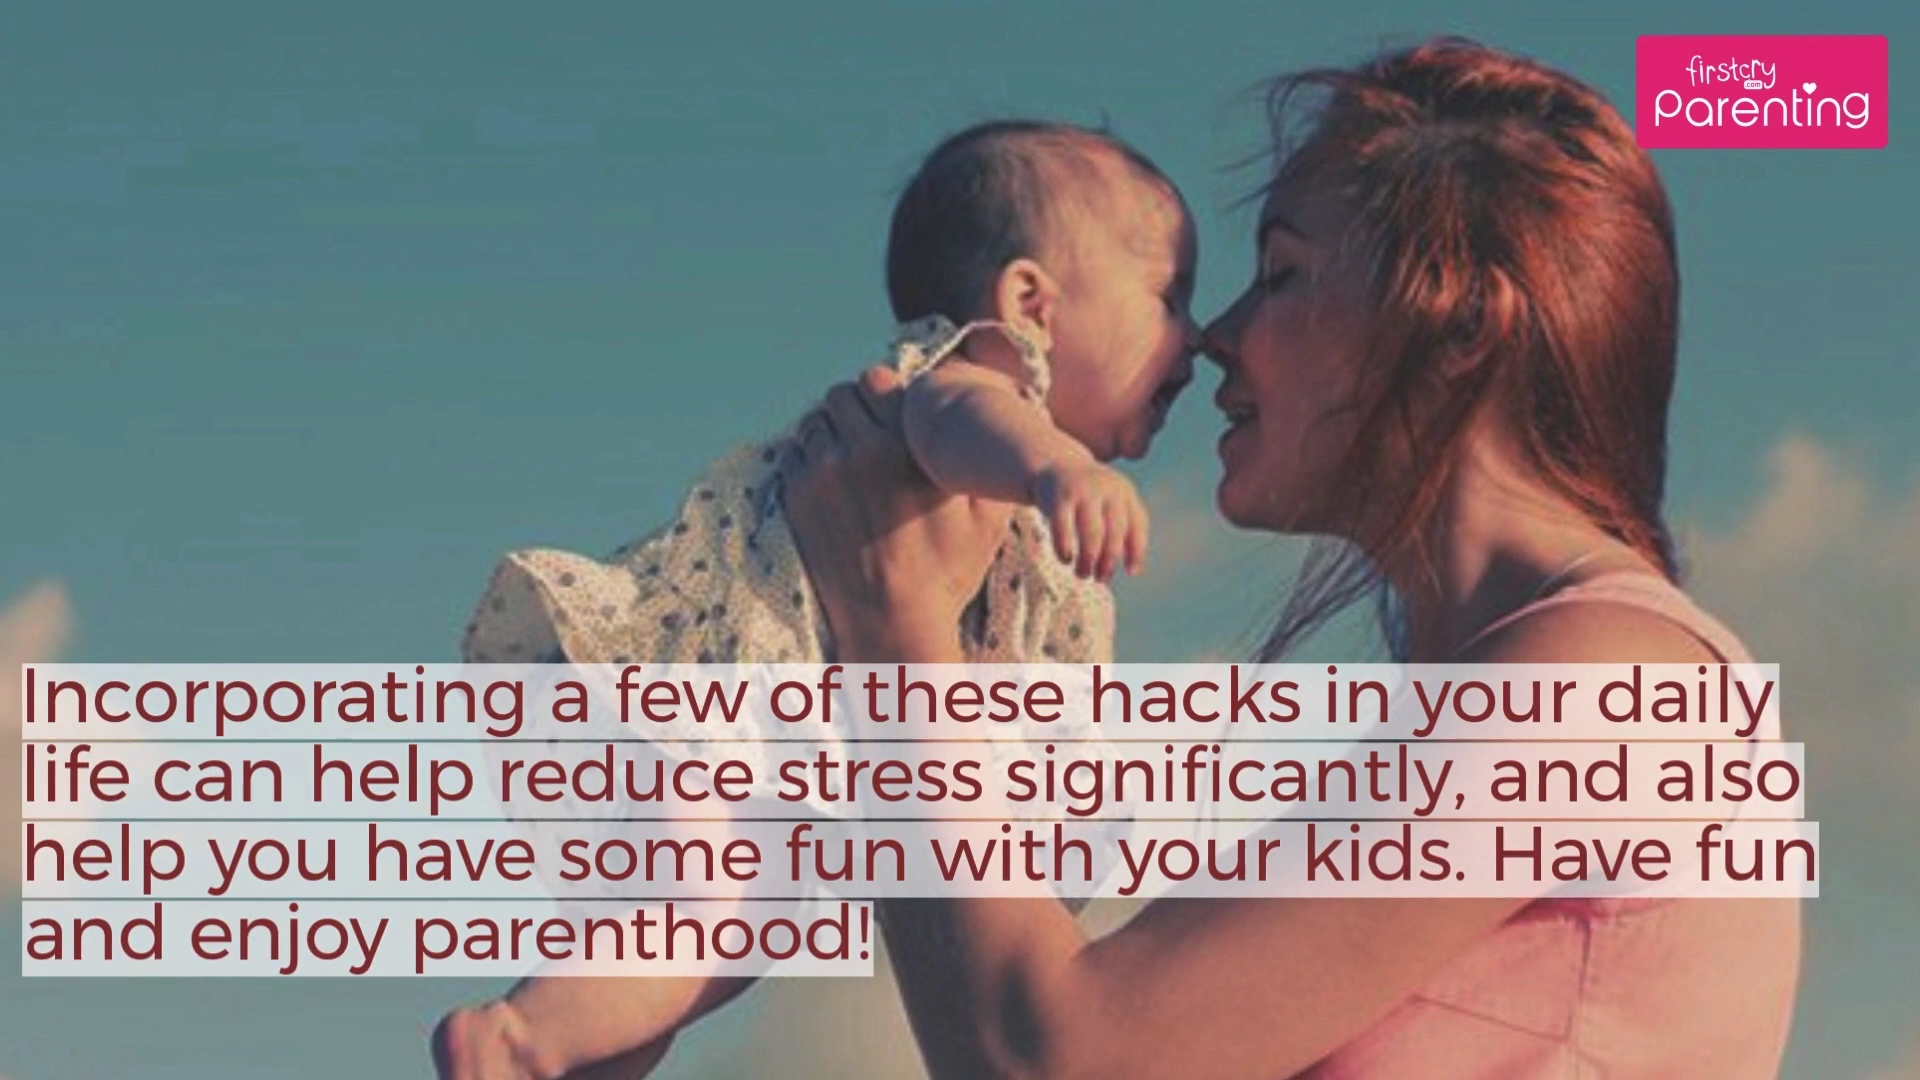 firstcry
.com
Parenting
Incorporating a few of these hacks in your daily
life can help reduce stress significantly, and also
help you have some fun with your kids. Have fun
and enjoy parenthood!